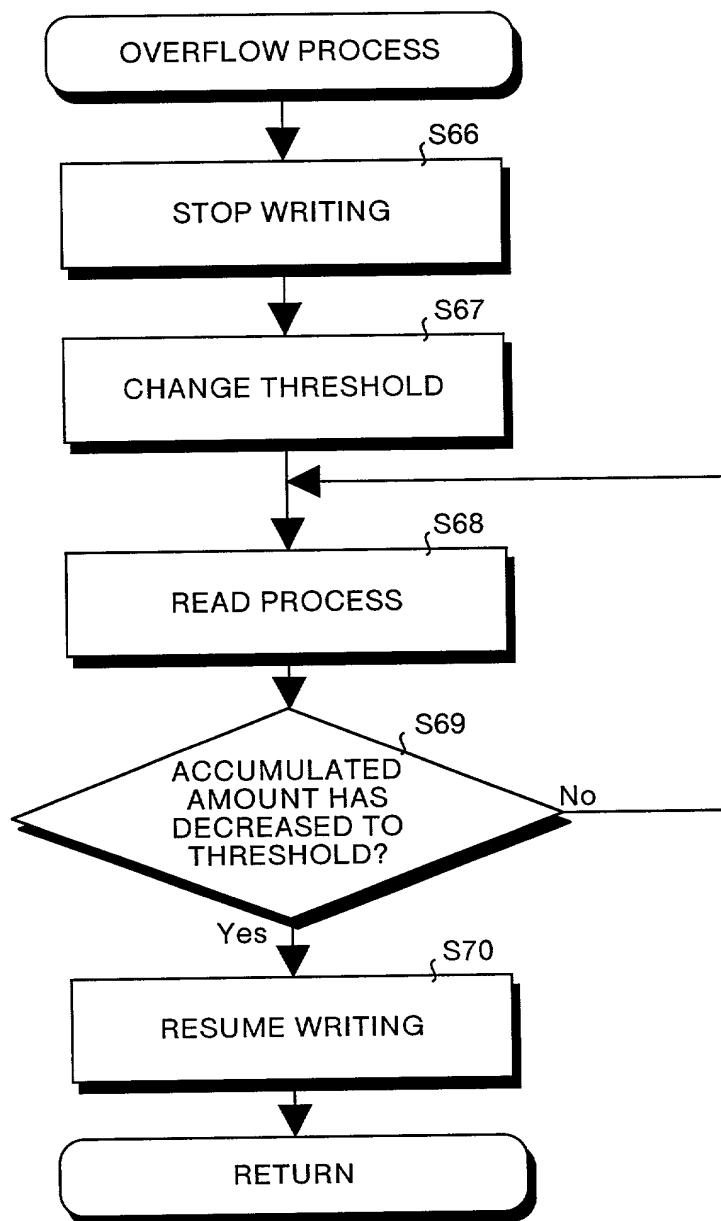 OVERFLOW PROCESS
S66
STOP WRITING
S67
CHANGE THRESHOLD
S68
READ PROCESS
S69
ACCUMULATED
AMOUNT HAS
DECREASED TO
THRESHOLD?
No
Yes
S70
RESUME WRITING
RETURN